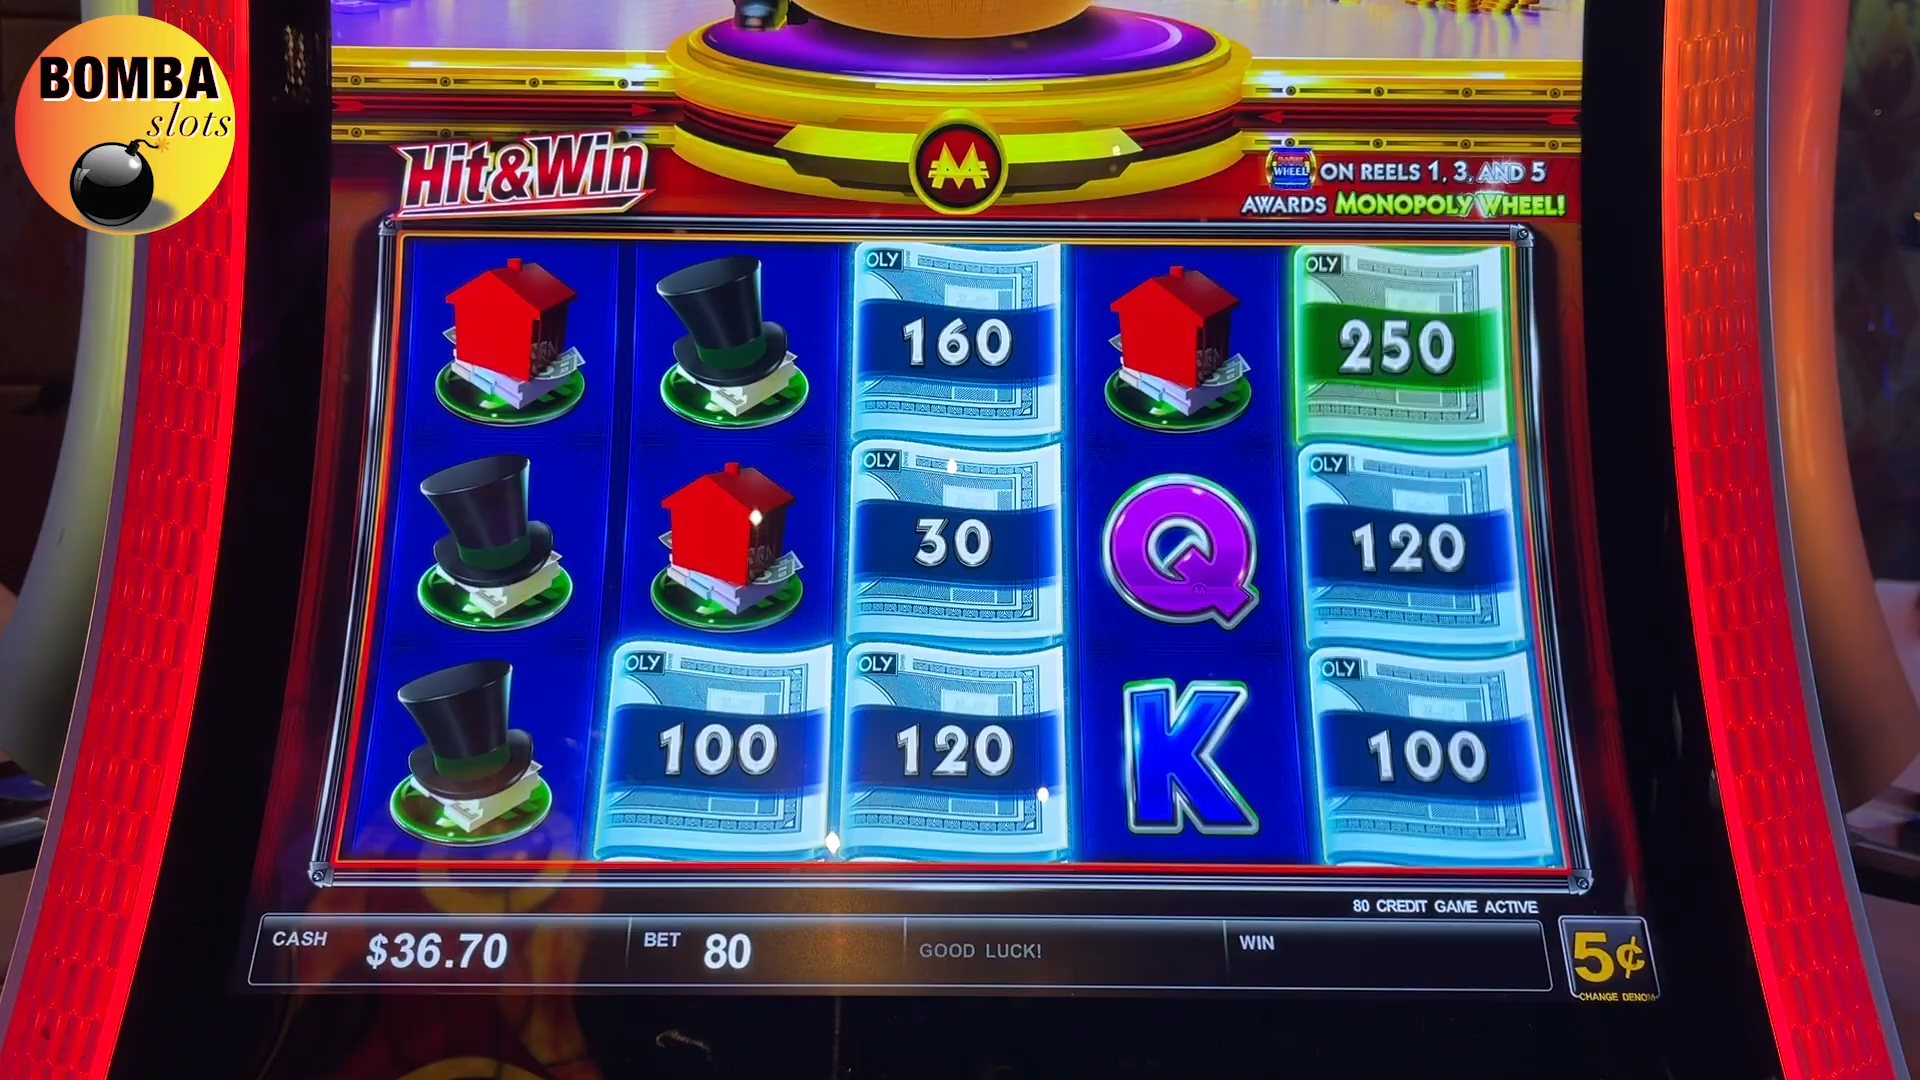 BOMBA
slots
Hit&Win
WHEEL ON REELS 1, 3, AND 5
AWARDS MONOPOLY WHEEL!
OLY
160
OLY
250
OLY
30
Q
OLY
120
OLY
100
OLY
120
K
OLY
100
80 CREDIT GAME ACTIVE
CASH $36.70
BET 80
GOOD LUCK!
WIN
5¢
CHANGE DENOM